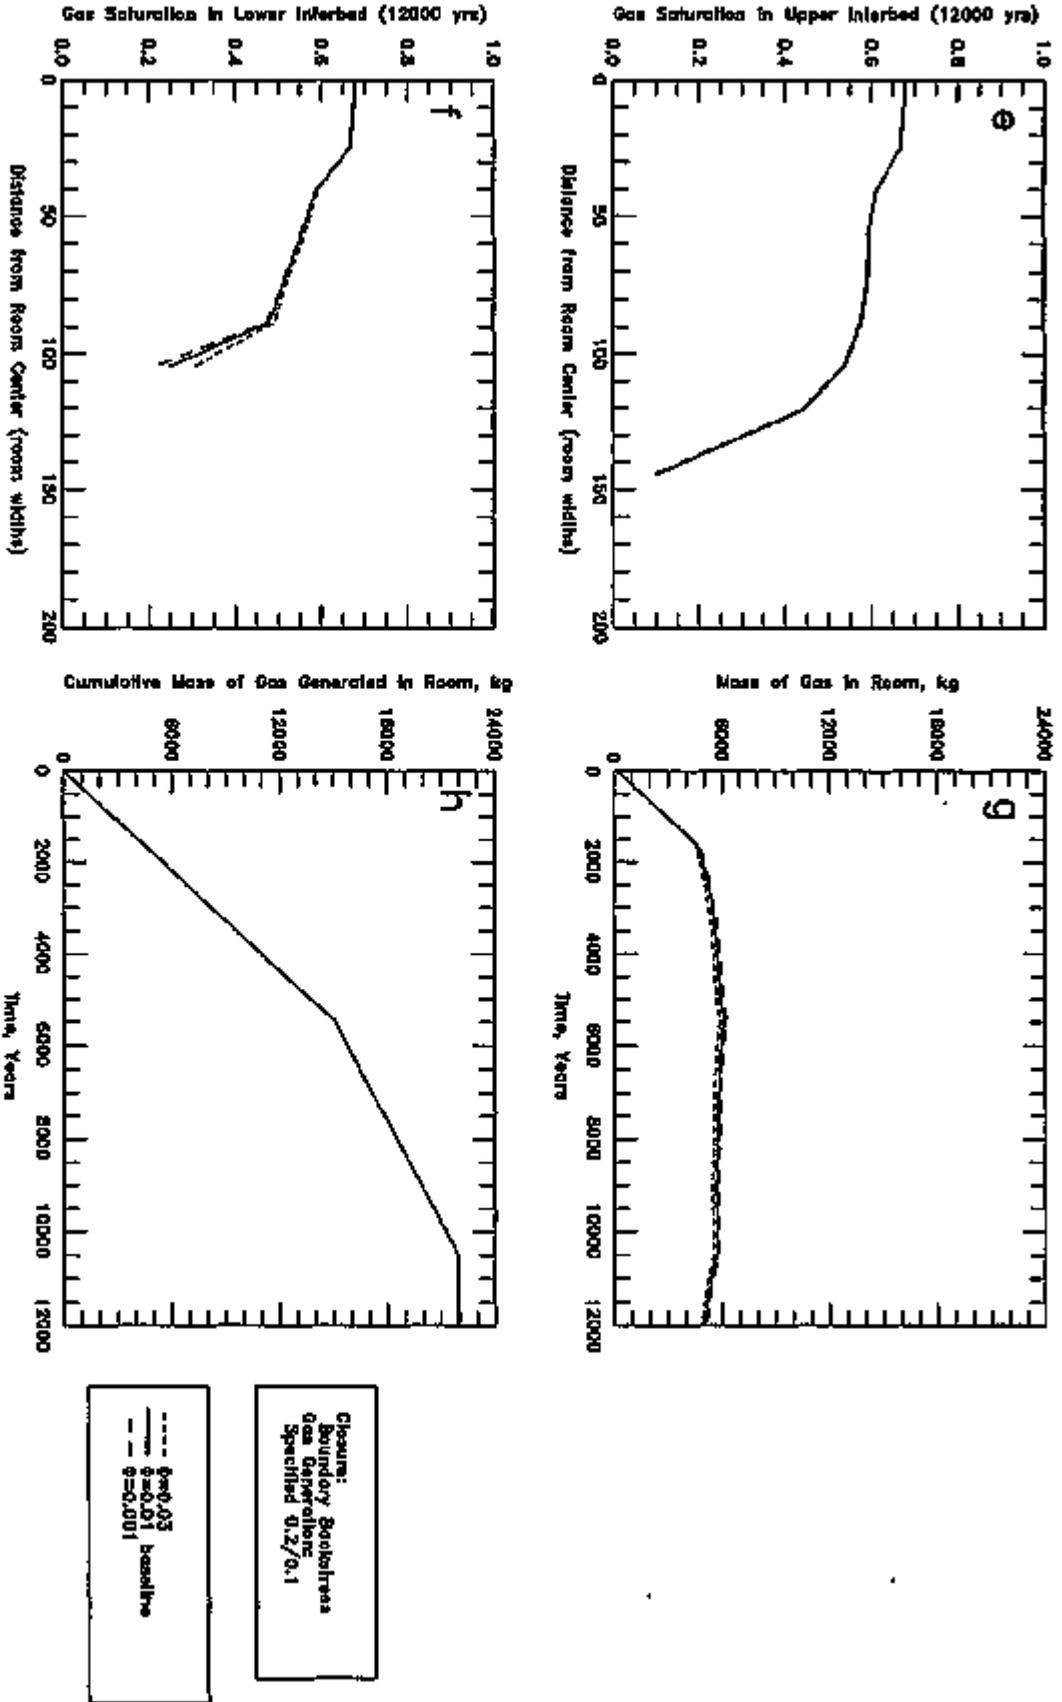 e
Gas Saturation in Upper Interbed (12000 yrs)
1.0
0.8
0.6
0.4
0.2
0.0
0 50 100 150 200
Distance from Room Center (room widths)
g
Mass of Gas in Room, kg
24000
18000
12000
6000
0
0 2000 4000 6000 8000 10000 12000
Time, Years
f
Gas Saturation in Lower Interbed (12000 yrs)
1.0
0.8
0.6
0.4
0.2
0.0
0 50 100 150 200
Distance from Room Center (room widths)
h
Cumulative Mass of Gas Generated in Room, kg
24000
18000
12000
6000
0
0 2000 4000 6000 8000 10000 12000
Time, Years
Closure:
Boundary Backstress
Gas Generation:
Specified 0.2/0.1
ϕ=0.03
ϕ=0.01 baseline
ϕ=0.001